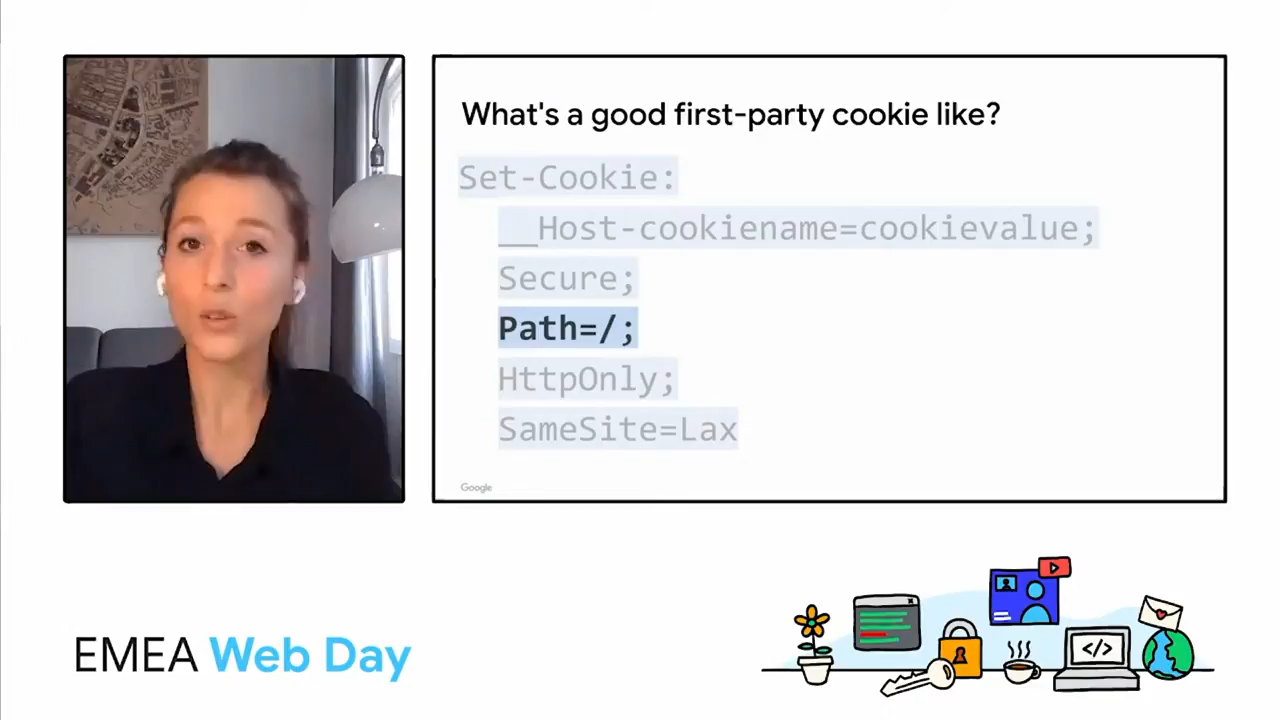 What's a good first-party cookie like?
Set-Cookie:
__Host-cookiename=cookievalue;
Secure;
Path=/;
HttpOnly;
SameSite=Lax
Google
EMEA Web Day
</>